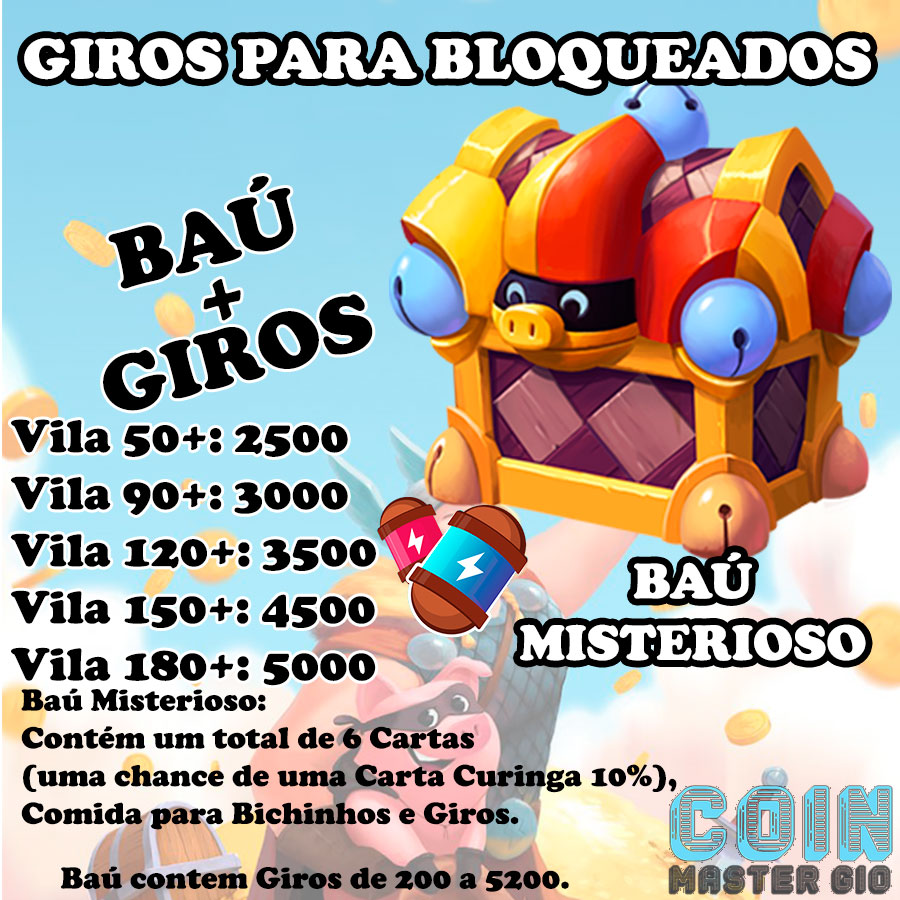 GIROS PARA BLOQUEADOS
BAÚ
+
GIROS
Vila 50+: 2500
Vila 90+: 3000
Vila 120+: 3500
Vila 150+: 4500
Vila 180+: 5000
BAÚ
MISTERIOSO
Baú Misterioso:
Contém um total de 6 Cartas
(uma chance de uma Carta Curinga 10%),
Comida para Bichinhos e Giros.
Baú contem Giros de 200 a 5200.
COIN
MASTER GIO